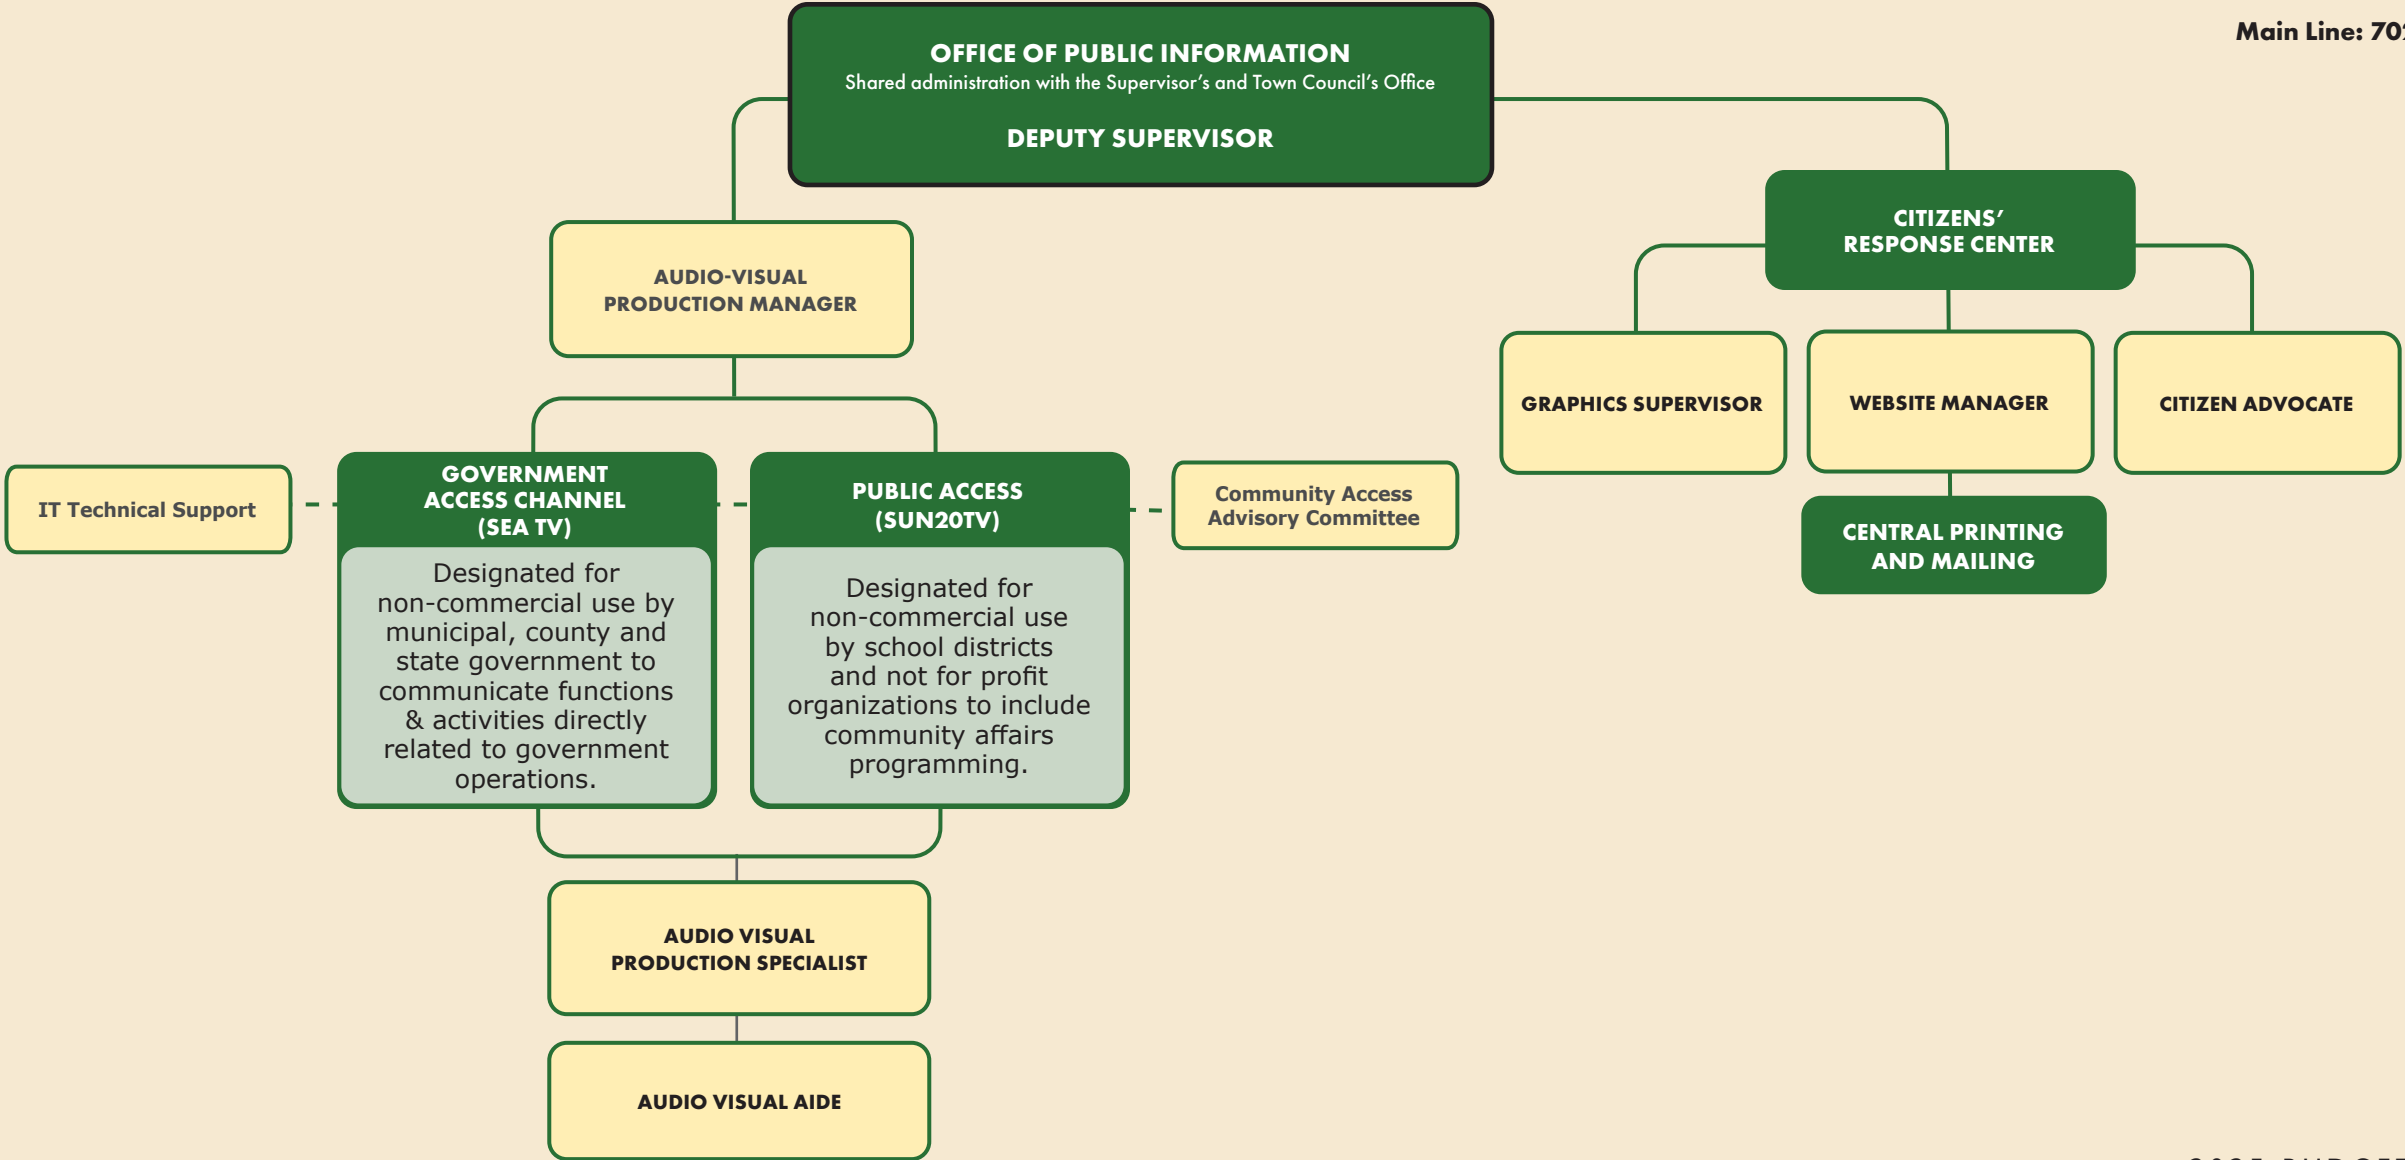 Main Line: 702
OFFICE OF PUBLIC INFORMATION
Shared administration with the Supervisor's and Town Council's Office
DEPUTY SUPERVISOR
CITIZENS'
RESPONSE CENTER
AUDIO-VISUAL
PRODUCTION MANAGER
GRAPHICS SUPERVISOR
WEBSITE MANAGER
CITIZEN ADVOCATE
IT Technical Support
GOVERNMENT
ACCESS CHANNEL
(SEA TV)
Designated for
non-commercial use by
municipal, county and
state government to
communicate functions
& activities directly
related to government
operations.
PUBLIC ACCESS
(SUN20TV)
Designated for
non-commercial use
by school districts
and not for profit
organizations to include
community affairs
programming.
Community Access
Advisory Committee
CENTRAL PRINTING
AND MAILING
AUDIO VISUAL
PRODUCTION SPECIALIST
AUDIO VISUAL AIDE